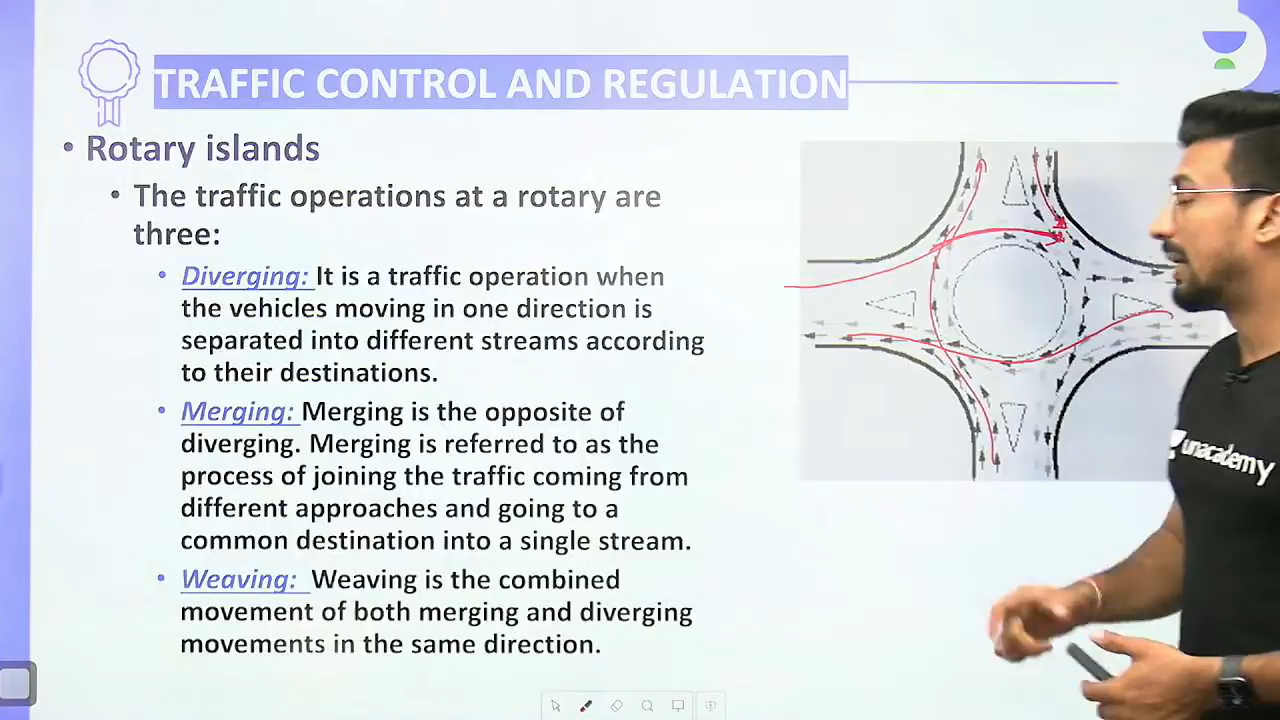 TRAFFIC CONTROL AND REGULATION
• Rotary islands
• The traffic operations at a rotary are
three:
• Diverging: It is a traffic operation when
the vehicles moving in one direction is
separated into different streams according
to their destinations.
• Merging: Merging is the opposite of
diverging. Merging is referred to as the
process of joining the traffic coming from
different approaches and going to a
common destination into a single stream.
• Weaving: Weaving is the combined
movement of both merging and diverging
movements in the same direction.
unacademy